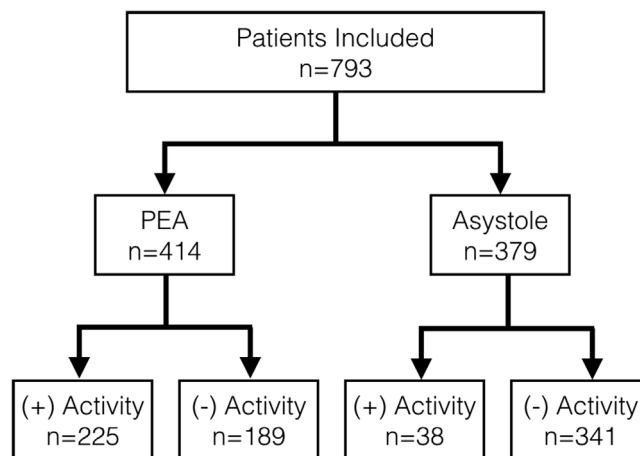 Patients Included
n=793
PEA
n=414
Asystole
n=379
(+) Activity
n=225
(-) Activity
n=189
(+) Activity
n=38
(-) Activity
n=341